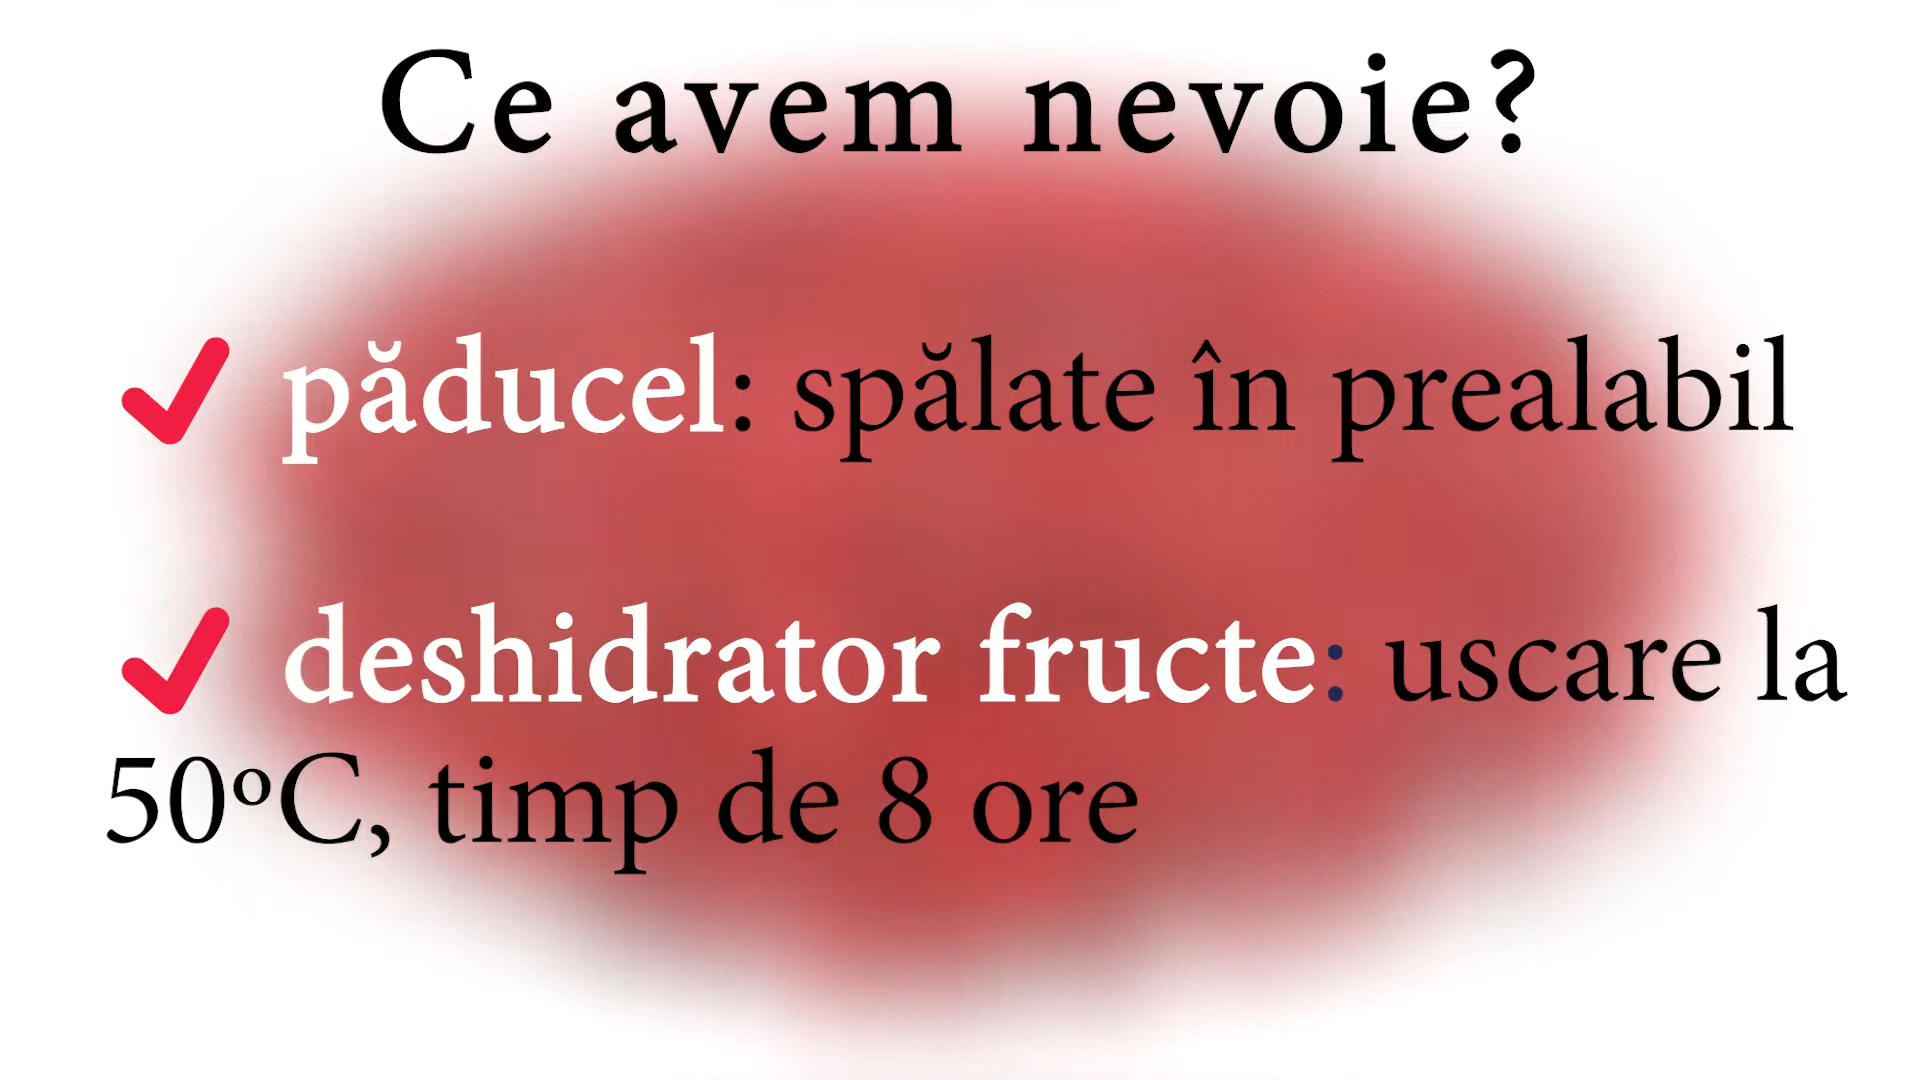 Ce avem nevoie?
păducel: spălate în prealabil
deshidrator fructe: uscare la
50ºC, timp de 8 ore